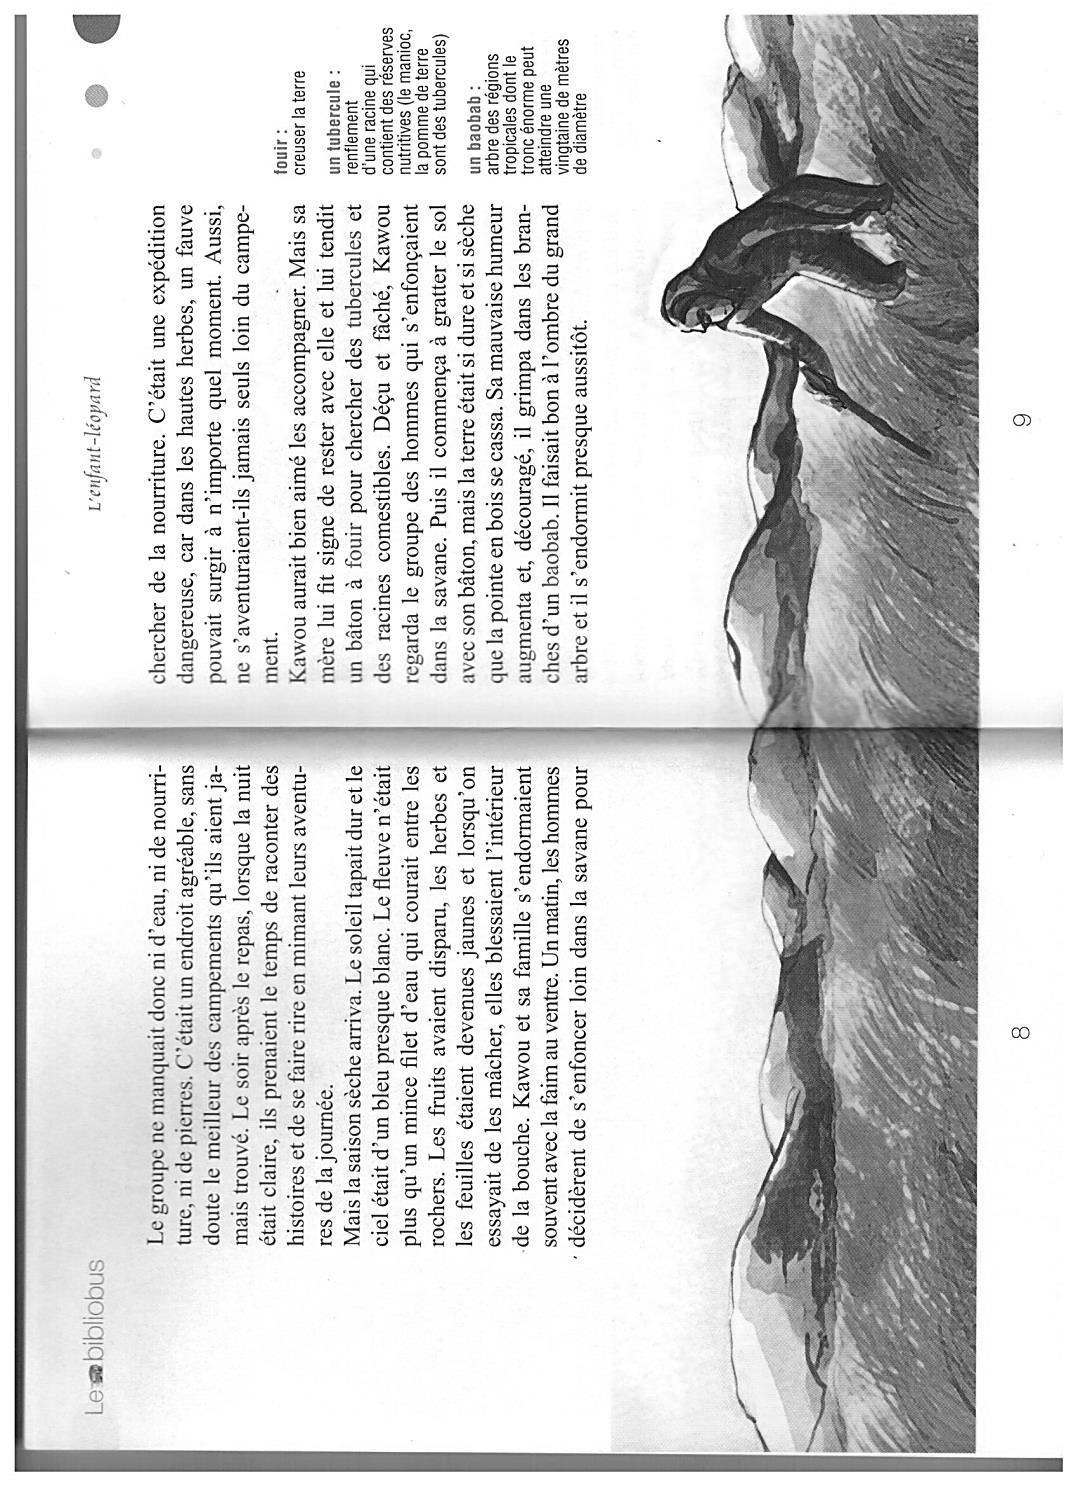 Le bibliobus
Le groupe ne manquait donc ni d'eau, ni de nourri-
ture, ni de pierres. C'était un endroit agréable, sans
doute le meilleur des campements qu'ils aient ja-
mais trouvé. Le soir après le repas, lorsque la nuit
était claire, ils prenaient le temps de raconter des
histoires et de se faire rire en mimant leurs aventu-
res de la journée.
Mais la saison sèche arriva. Le soleil tapait dur et le
ciel était d'un bleu presque blanc. Le fleuve n'était
plus qu'un mince filet d'eau qui courait entre les
rochers. Les fruits avaient disparu, les herbes et
les feuilles étaient devenues jaunes et lorsqu'on
essayait de les mâcher, elles blessaient l'intérieur
de la bouche. Kawou et sa famille s'endormaient
souvent avec la faim au ventre. Un matin, les hommes
décidèrent de s'enfoncer loin dans la savane pour
8
L'enfant-léopard
chercher de la nourriture. C'était une expédition
dangereuse, car dans les hautes herbes, un fauve
pouvait surgir à n'importe quel moment. Aussi,
ne s'aventuraient-ils jamais seuls loin du campe-
ment.
Kawou aurait bien aimé les accompagner. Mais sa
mère lui fit signe de rester avec elle et lui tendit
un bâton à fouir pour chercher des tubercules et
des racines comestibles. Déçu et fâché, Kawou
regarda le groupe des hommes qui s'enfonçaient
dans la savane. Puis il commença à gratter le sol
avec son bâton, mais la terre était si dure et si sèche
que la pointe en bois se cassa. Sa mauvaise humeur
augmenta et, découragé, il grimpa dans les bran-
ches d'un baobab. Il faisait bon à l'ombre du grand
arbre et il s'endormit presque aussitôt.
fouir :
creuser la terre
un tubercule :
renflement
d'une racine qui
contient des réserves
nutritives (le manioc,
la pomme de terre
sont des tubercules)
un baobab :
arbre des régions
tropicales dont le
tronc énorme peut
atteindre une
vingtaine de mètres
de diamètre
9